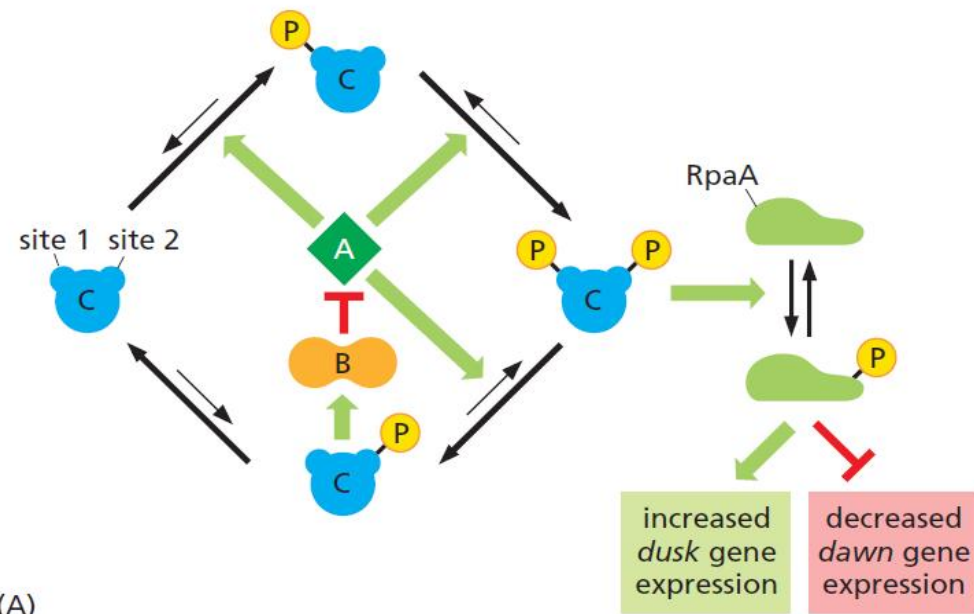 P
C
RpaA
site 1 site 2
A
P
P
C
C
B
P
P
C
increased
dusk gene
expression
decreased
dawn gene
expression
(A)